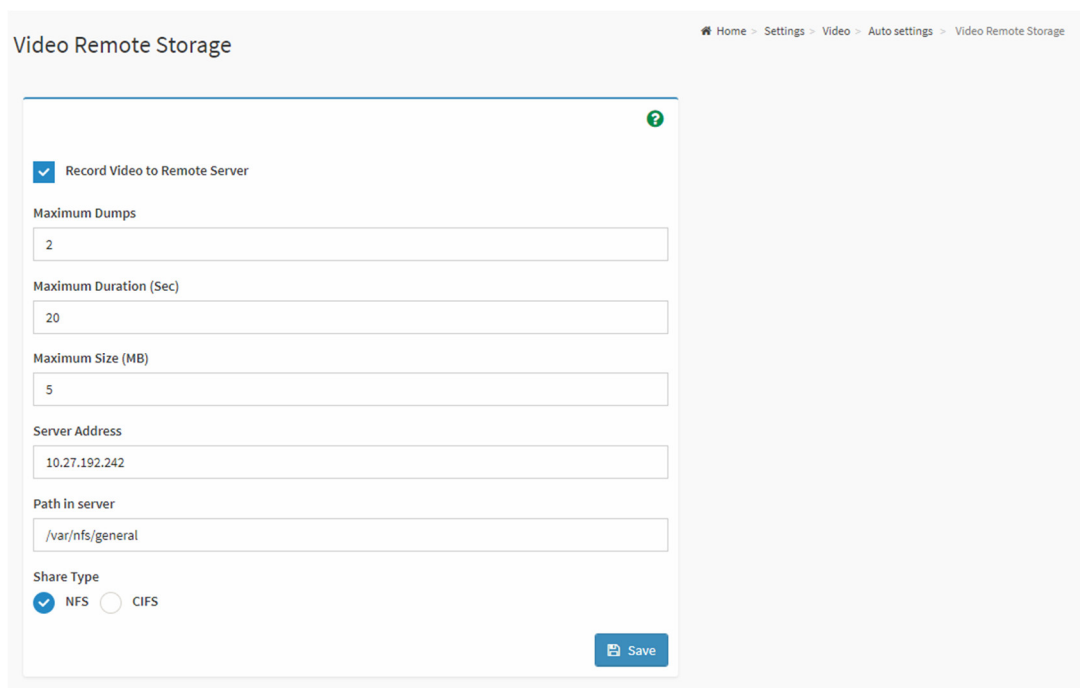 Video Remote Storage
Home > Settings > Video > Auto settings > Video Remote Storage
?
Record Video to Remote Server
Maximum Dumps
2
Maximum Duration (Sec)
20
Maximum Size (MB)
5
Server Address
10.27.192.242
Path in server
/var/nfs/general
Share Type
NFS CIFS
Save